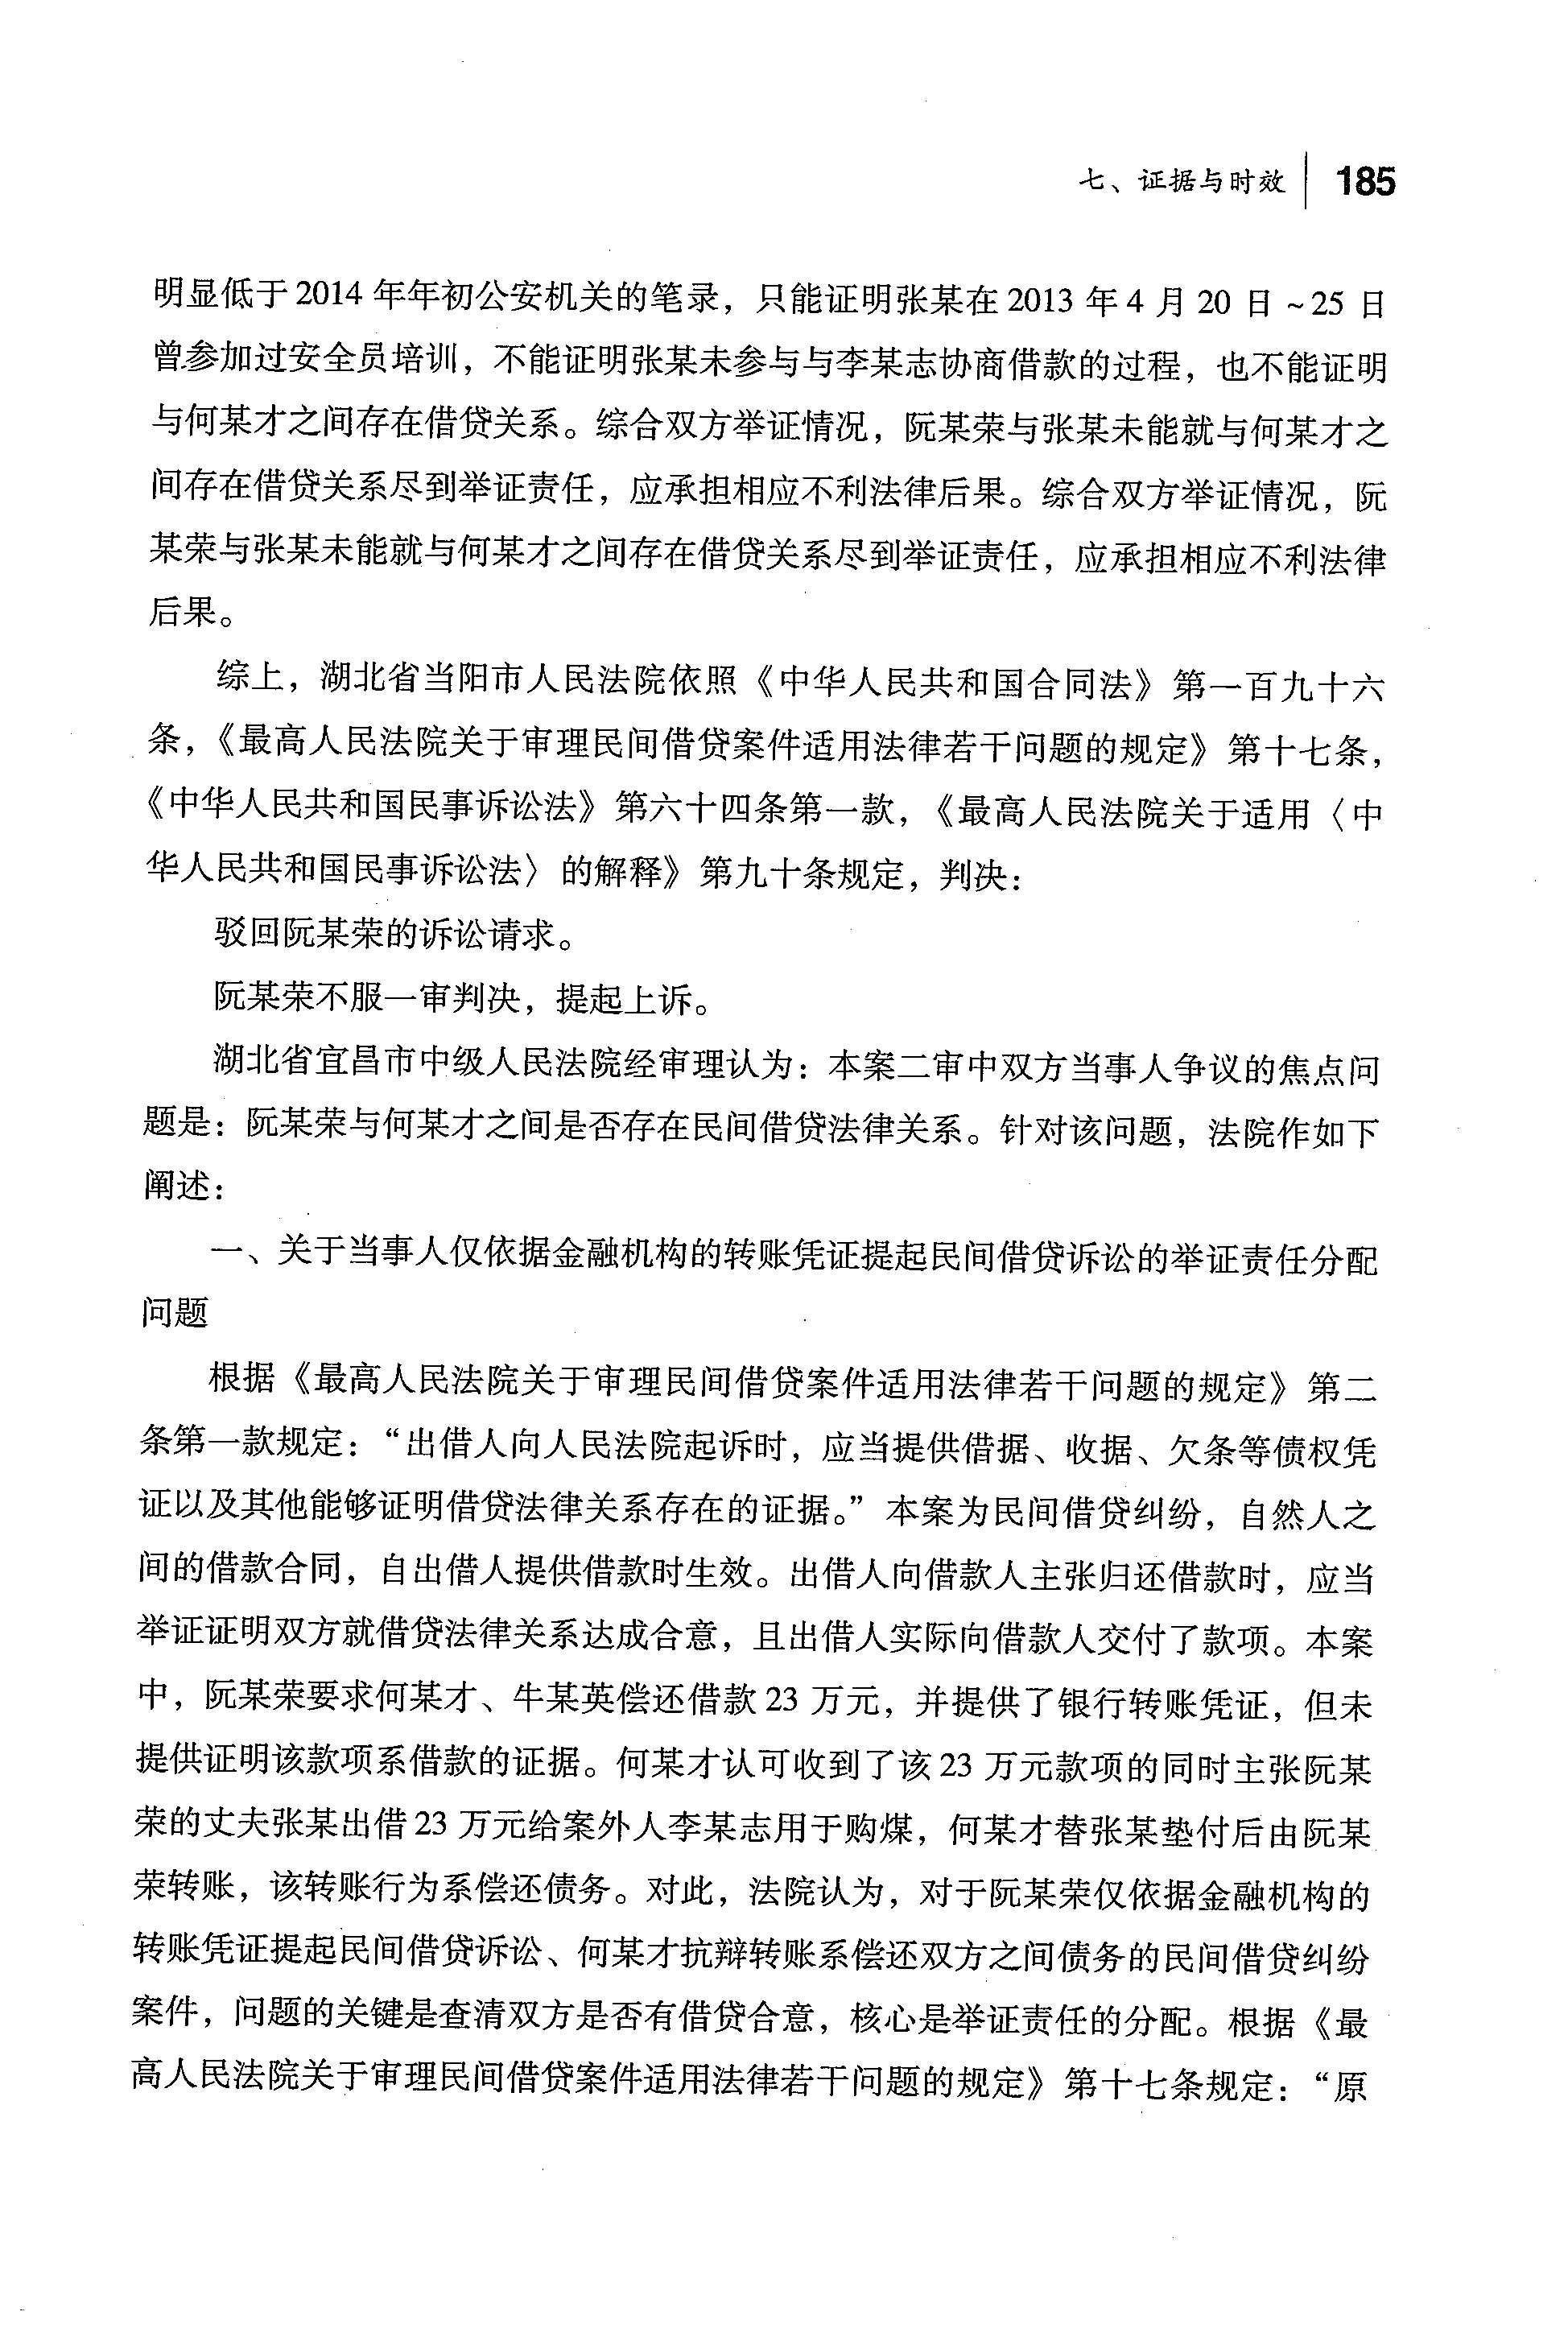 七、证据与时效 185
明显低于2014年年初公安机关的笔录，只能证明张某在2013年4月20日~25日
曾参加过安全员培训，不能证明张某未参与与李某志协商借款的过程，也不能证明
与何某才之间存在借贷关系。综合双方举证情况，阮某荣与张某未能就与何某才之
间存在借贷关系尽到举证责任，应承担相应不利法律后果。综合双方举证情况，阮
某荣与张某未能就与何某才之间存在借贷关系尽到举证责任，应承担相应不利法律
后果。
综上，湖北省当阳市人民法院依照《中华人民共和国合同法》第一百九十六
条，《最高人民法院关于审理民间借贷案件适用法律若干问题的规定》第十七条，
《中华人民共和国民事诉讼法》第六十四条第一款，《最高人民法院关于适用〈中
华人民共和国民事诉讼法〉的解释》第九十条规定，判决：
驳回阮某荣的诉讼请求。
阮某荣不服一审判决，提起上诉。
湖北省宜昌市中级人民法院经审理认为：本案二审中双方当事人争议的焦点问
题是：阮某荣与何某才之间是否存在民间借贷法律关系。针对该问题，法院作如下
阐述：
一、关于当事人仅依据金融机构的转账凭证提起民间借贷诉讼的举证责任分配
问题
根据《最高人民法院关于审理民间借贷案件适用法律若干问题的规定》第二
条第一款规定：“出借人向人民法院起诉时，应当提供借据、收据、欠条等债权凭
证以及其他能够证明借贷法律关系存在的证据。”本案为民间借贷纠纷，自然人之
间的借款合同，自出借人提供借款时生效。出借人向借款人主张归还借款时，应当
举证证明双方就借贷法律关系达成合意，且出借人实际向借款人交付了款项。本案
中，阮某荣要求何某才、牛某英偿还借款23万元，并提供了银行转账凭证，但未
提供证明该款项系借款的证据。何某才认可收到了该23万元款项的同时主张阮某
荣的丈夫张某出借23万元给案外人李某志用于购煤，何某才替张某垫付后由阮某
荣转账，该转账行为系偿还债务。对此，法院认为，对于阮某荣仅依据金融机构的
转账凭证提起民间借贷诉讼、何某才抗辩转账系偿还双方之间债务的民间借贷纠纷
案件，问题的关键是查清双方是否有借贷合意，核心是举证责任的分配。根据《最
高人民法院关于审理民间借贷案件适用法律若干问题的规定》第十七条规定：“原